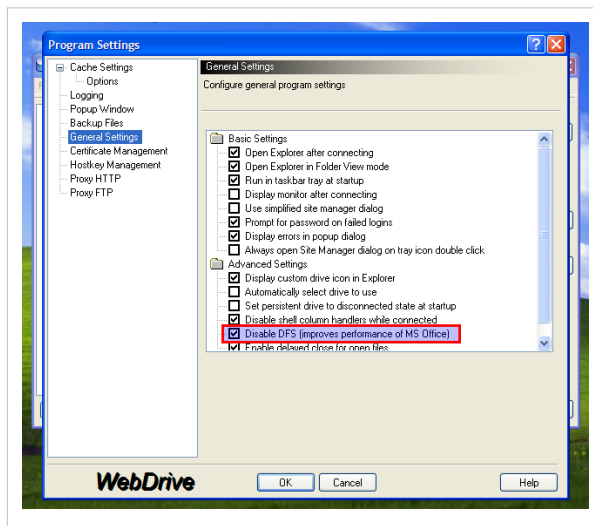 Program Settings
Cache Settings
Options
Logging
Popup Window
Backup Files
General Settings
Certificate Management
Hostkey Management
Proxy HTTP
Proxy FTP
General Settings
Configure general program settings
Basic Settings
Open Explorer after connecting
Open Explorer in Folder View mode
Run in taskbar tray at startup
Display monitor after connecting
Use simplified site manager dialog
Prompt for password on failed logins
Display errors in popup dialog
Always open Site Manager dialog on tray icon double click
Advanced Settings
Display custom drive icon in Explorer
Automatically select drive to use
Set persistent drive to disconnected state at startup
Disable shell column handlers while connected
Disable DFS (improves performance of MS Office)
Enable delayed close for open files
WebDrive
OK
Cancel
Help